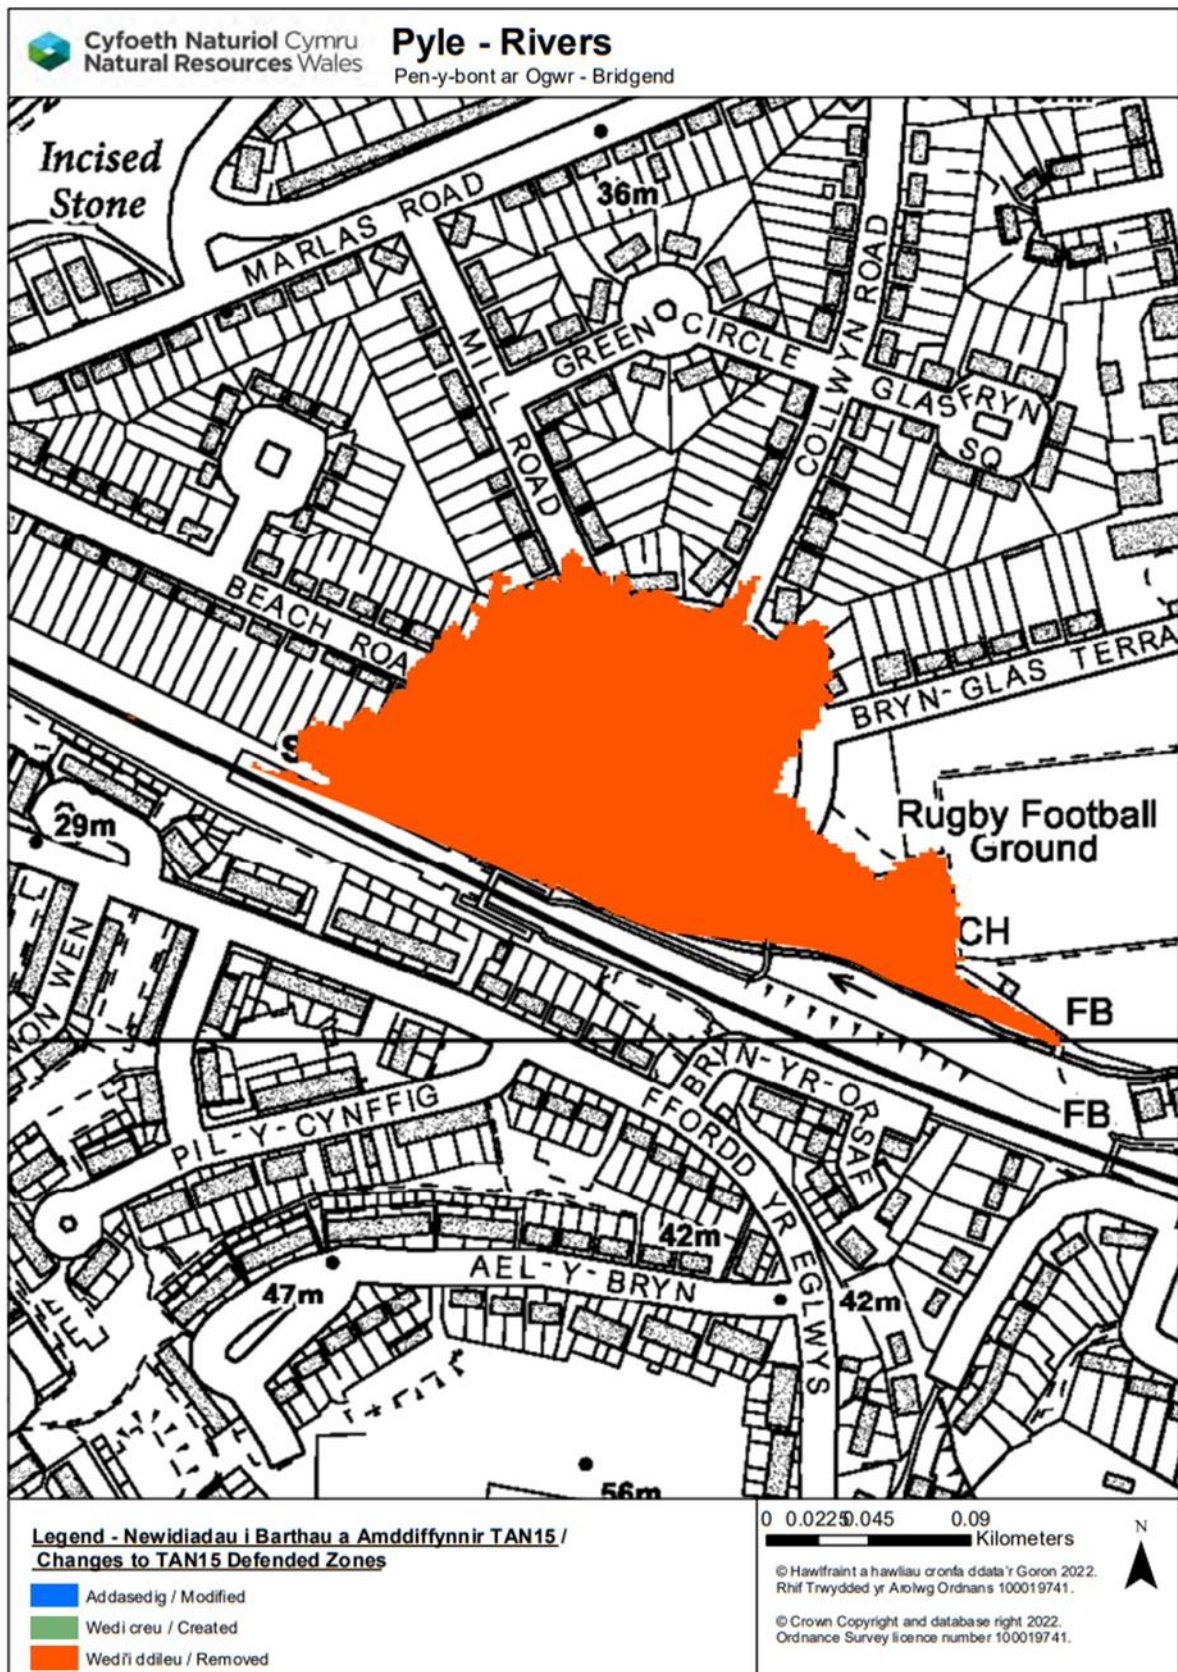 Cyfoeth Naturiol Cymru
Natural Resources Wales
Pyle - Rivers
Pen-y-bont ar Ogwr - Bridgend
Incised
Stone
MARLAS ROAD
36m
MILL ROAD
GREEN CIRCLE
COLLWYN ROAD
GLASFRYN
SQ
BEACH ROA
BRYN-GLAS TERRA
S
29m
Rugby Football
Ground
CH
FB
NON WEN
BRYN-YR-ORSAF
FB
PIL-Y-CYNFFIG
FFORDD YR EGLWYS
42m
AEL-Y-BRYN
47m
42m
56m
Legend - Newidiadau i Barthau a Amddiffynnir TAN15 /
Changes to TAN15 Defended Zones
Addasedig / Modified
Wedi creu / Created
Wedi'i ddileu / Removed
0 0.0225 0.045 0.09
Kilometers
N
© Hawlfraint a hawliau cronfa ddata'r Goron 2022.
Rhif Trwydded yr Arolwg Ordnans 100019741.
© Crown Copyright and database right 2022.
Ordnance Survey licence number 100019741.